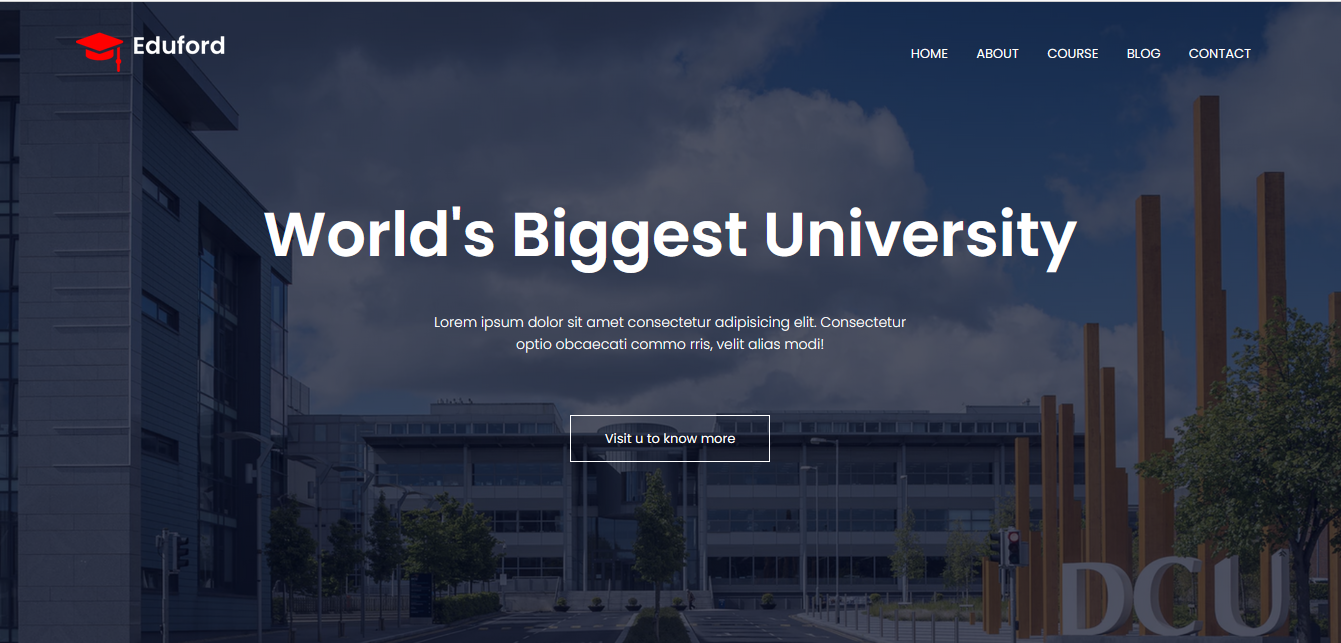 Eduford
HOME ABOUT COURSE BLOG CONTACT
World's Biggest University
Lorem ipsum dolor sit amet consectetur adipisicing elit. Consectetur
optio obcaecati commo rris, velit alias modi!
Visit u to know more
DCU